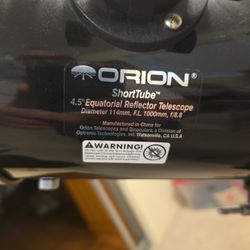 ORION®
ShortTube™
4.5" Equatorial Reflector Telescope
Diameter 114mm, F.L. 1000mm, f/8.8
Manufactured in China for
Orion Telescopes and Binoculars, a Division of
Optronic Technologies, Inc. Watsonville, CA U.S.A
WARNING!